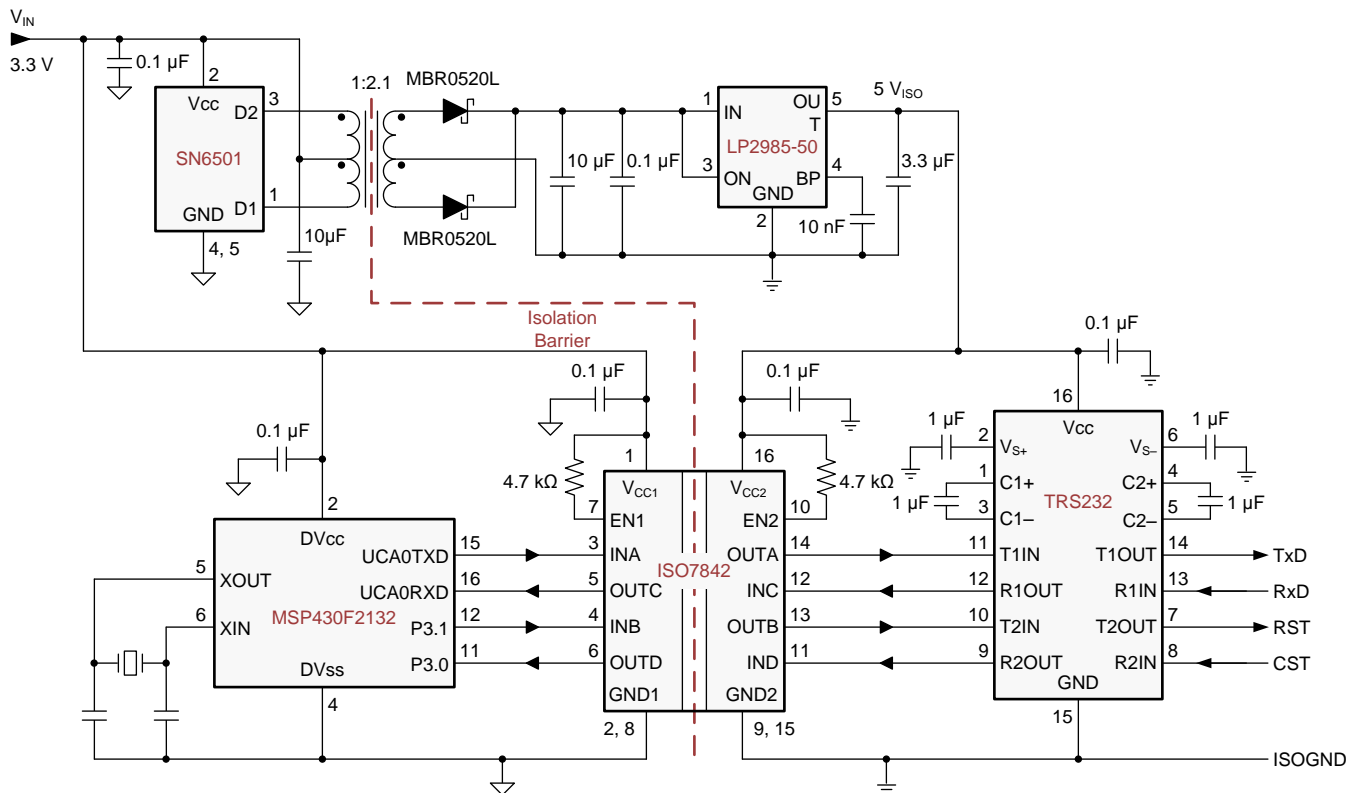 VIN
3.3 V
0.1 µF
2
Vcc
D2
3
SN6501
GND
D1
1
4, 5
10µF
1:2.1
MBR0520L
MBR0520L
10 µF
0.1 µF
1
IN
OU
T
5
LP2985-50
3
ON
BP
4
GND
2
10 nF
5 VISO
3.3 µF
Isolation
Barrier
0.1 µF
0.1 µF
0.1 µF
0.1 µF
4.7 kΩ
4.7 kΩ
2
DVcc
5
XOUT
6
XIN
MSP430F2132
UCA0TXD
15
UCA0RXD
16
P3.1
12
P3.0
11
DVss
4
1
VCC1
7
EN1
3
INA
5
OUTC
4
INB
6
OUTD
GND1
2, 8
ISO7842
16
VCC2
EN2
10
OUTA
14
INC
12
OUTB
13
IND
11
GND2
9, 15
16
Vcc
1 µF
2
VS+
VS–
6
1 µF
1
C1+
C2+
4
1 µF
TRS232
1 µF
3
C1–
C2–
5
11
T1IN
T1OUT
14
TxD
12
R1OUT
R1IN
13
RxD
10
T2IN
T2OUT
7
RST
9
R2OUT
R2IN
8
CST
GND
15
ISOGND